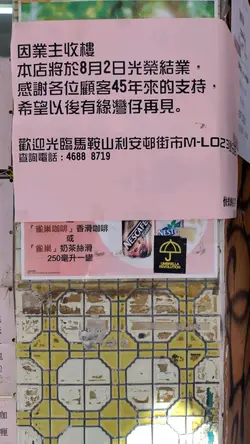 因業主收樓
本店將於8月2日光榮結業，
感謝各位顧客45年來的支持，
希望以後有緣灣仔再見。
歡迎光臨馬鞍山利安邨街市M-L023
查詢電話：4688 8719
NESCAFÉ
NEST
UMBRELLA
REVOLUTION
「雀巢咖啡」香滑咖啡
或
「雀巢」奶茶絲滑
250毫升一罐